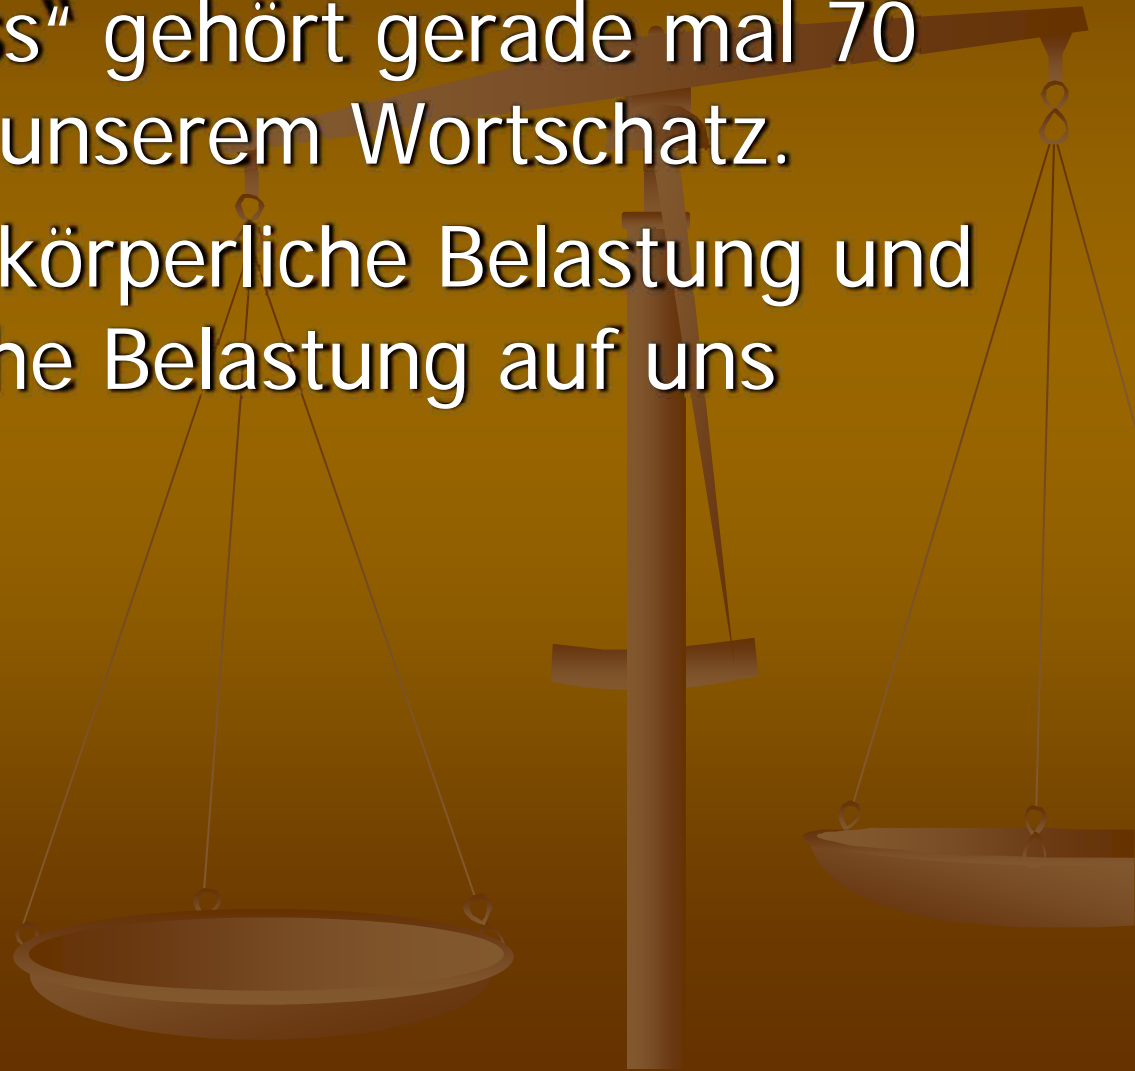 s“ gehört gerade mal 70
unserem Wortschatz.
körperliche Belastung und
he Belastung auf uns